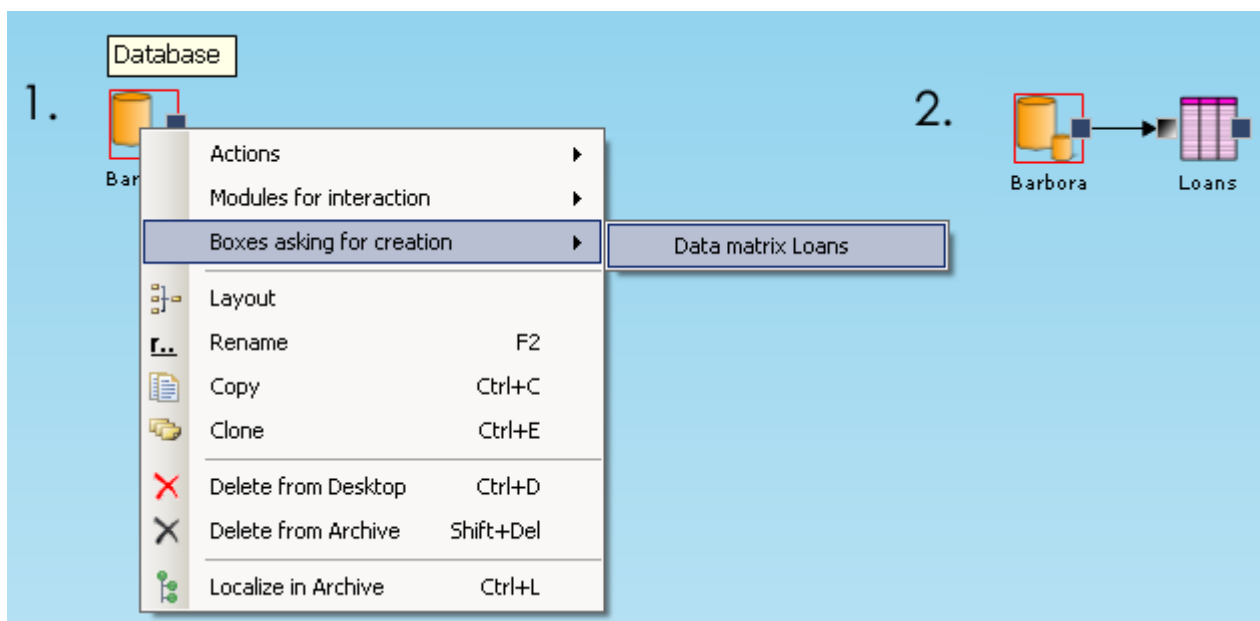 Database
1.
Bar
Actions
Modules for interaction
Boxes asking for creation
Data matrix Loans
Layout
r..
Rename F2
Copy Ctrl+C
Clone Ctrl+E
Delete from Desktop Ctrl+D
Delete from Archive Shift+Del
Localize in Archive Ctrl+L
2.
Barbora
Loans